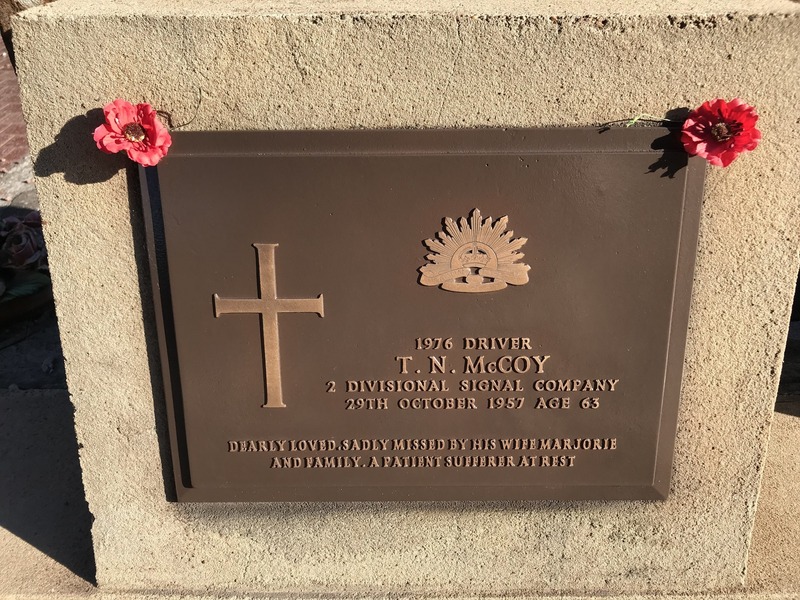 1976 DRIVER
T. N. McCOY
2 DIVISIONAL SIGNAL COMPANY
29TH OCTOBER 1957 AGE 63
DEARLY LOVED. SADLY MISSED BY HIS WIFE MARJORIE
AND FAMILY. A PATIENT SUFFERER AT REST